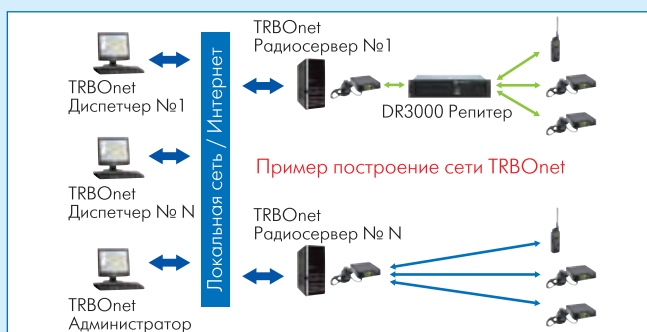 TRBOnet
Диспетчер №1
TRBOnet
Диспетчер № N
TRBOnet
Администратор
Локальная сеть / Интернет
TRBOnet
Радиосервер №1
DR3000 Репитер
Пример построение сети TRBOnet
TRBOnet
Радиосервер № N